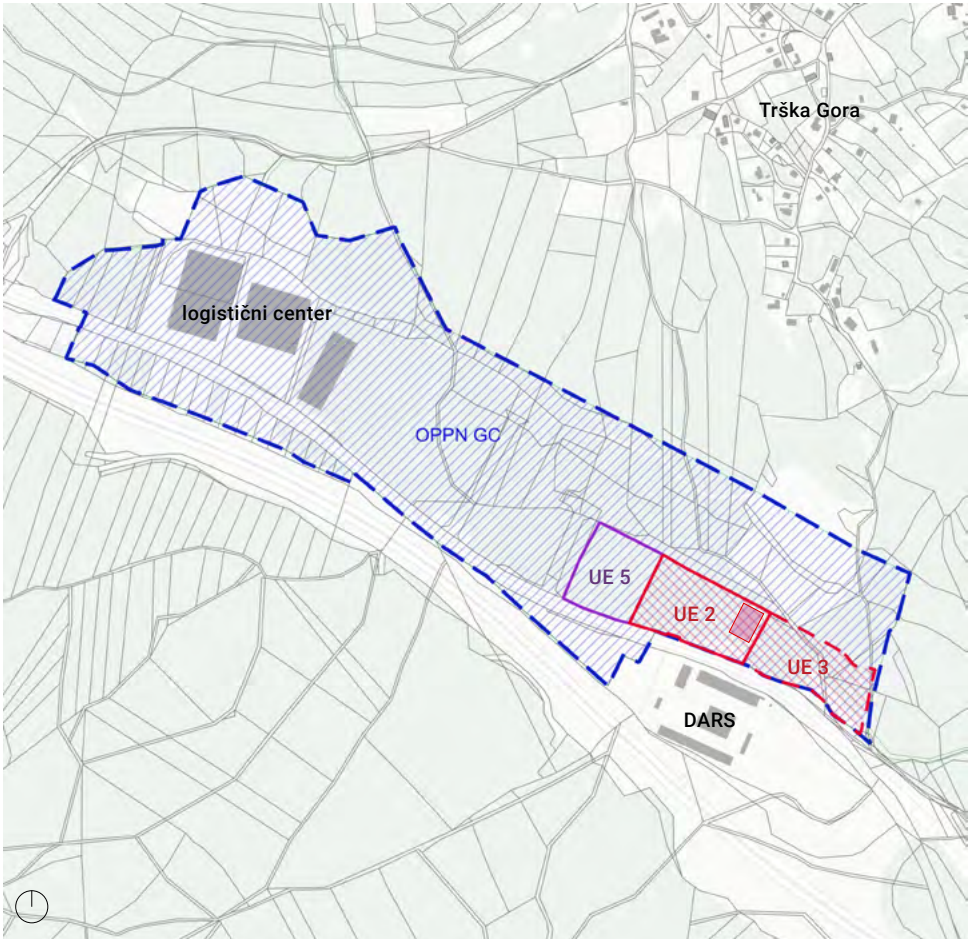 Trška Gora
logistični center
OPPN GC
UE 5
UE 2
UE 3
DARS